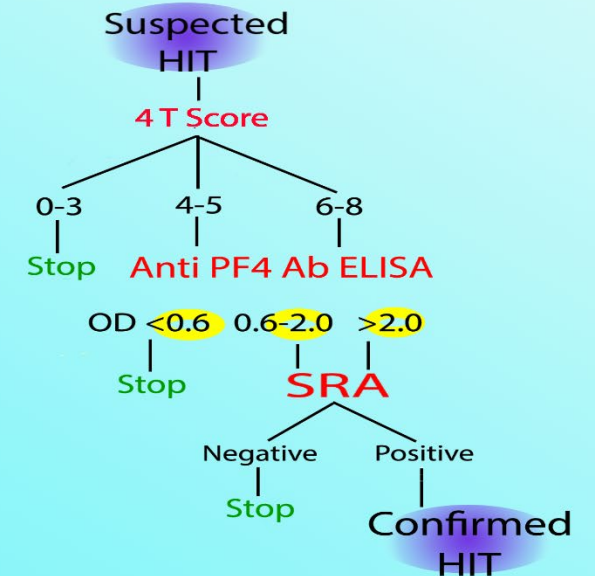 Suspected
HIT
4 T Score
0-3 4-5 6-8
Stop Anti PF4 Ab ELISA
OD <0.6 0.6-2.0 >2.0
Stop SRA
Negative Positive
Stop
Confirmed
HIT